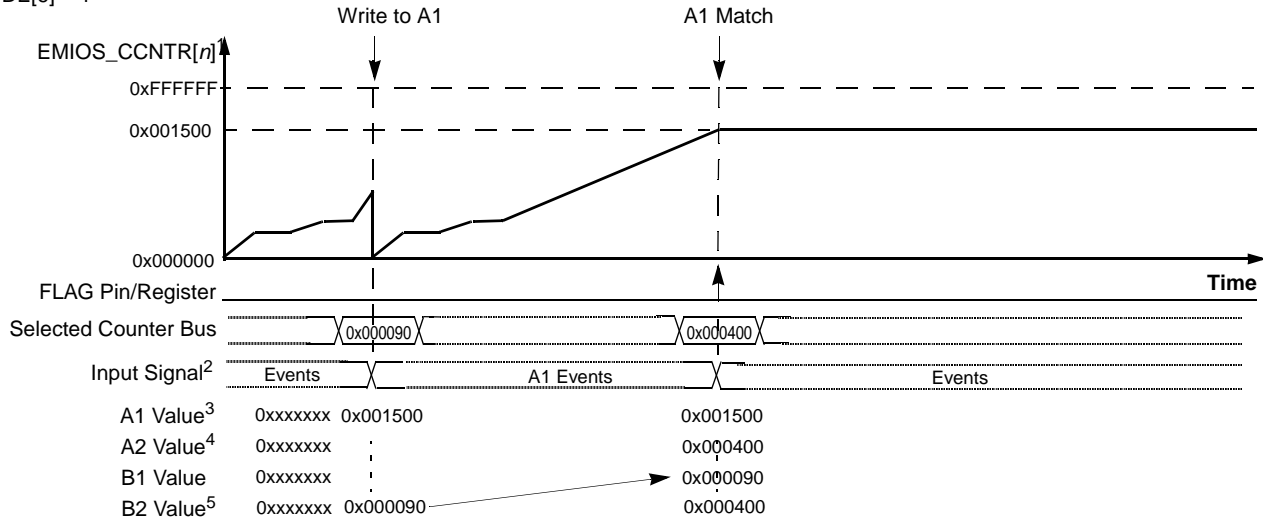 Write to A1 A1 Match
EMIOS_CCNTR[n]1
0xFFFFFF
0x001500
0x000000
Time
FLAG Pin/Register
Selected Counter Bus 0x000090 0x000400
Input Signal2 Events A1 Events Events
A1 Value3 0xxxxxxx 0x001500 0x001500
A2 Value4 0xxxxxxx 0x000400
B1 Value 0xxxxxxx 0x000090
B2 Value5 0xxxxxxx 0x000090 0x000400